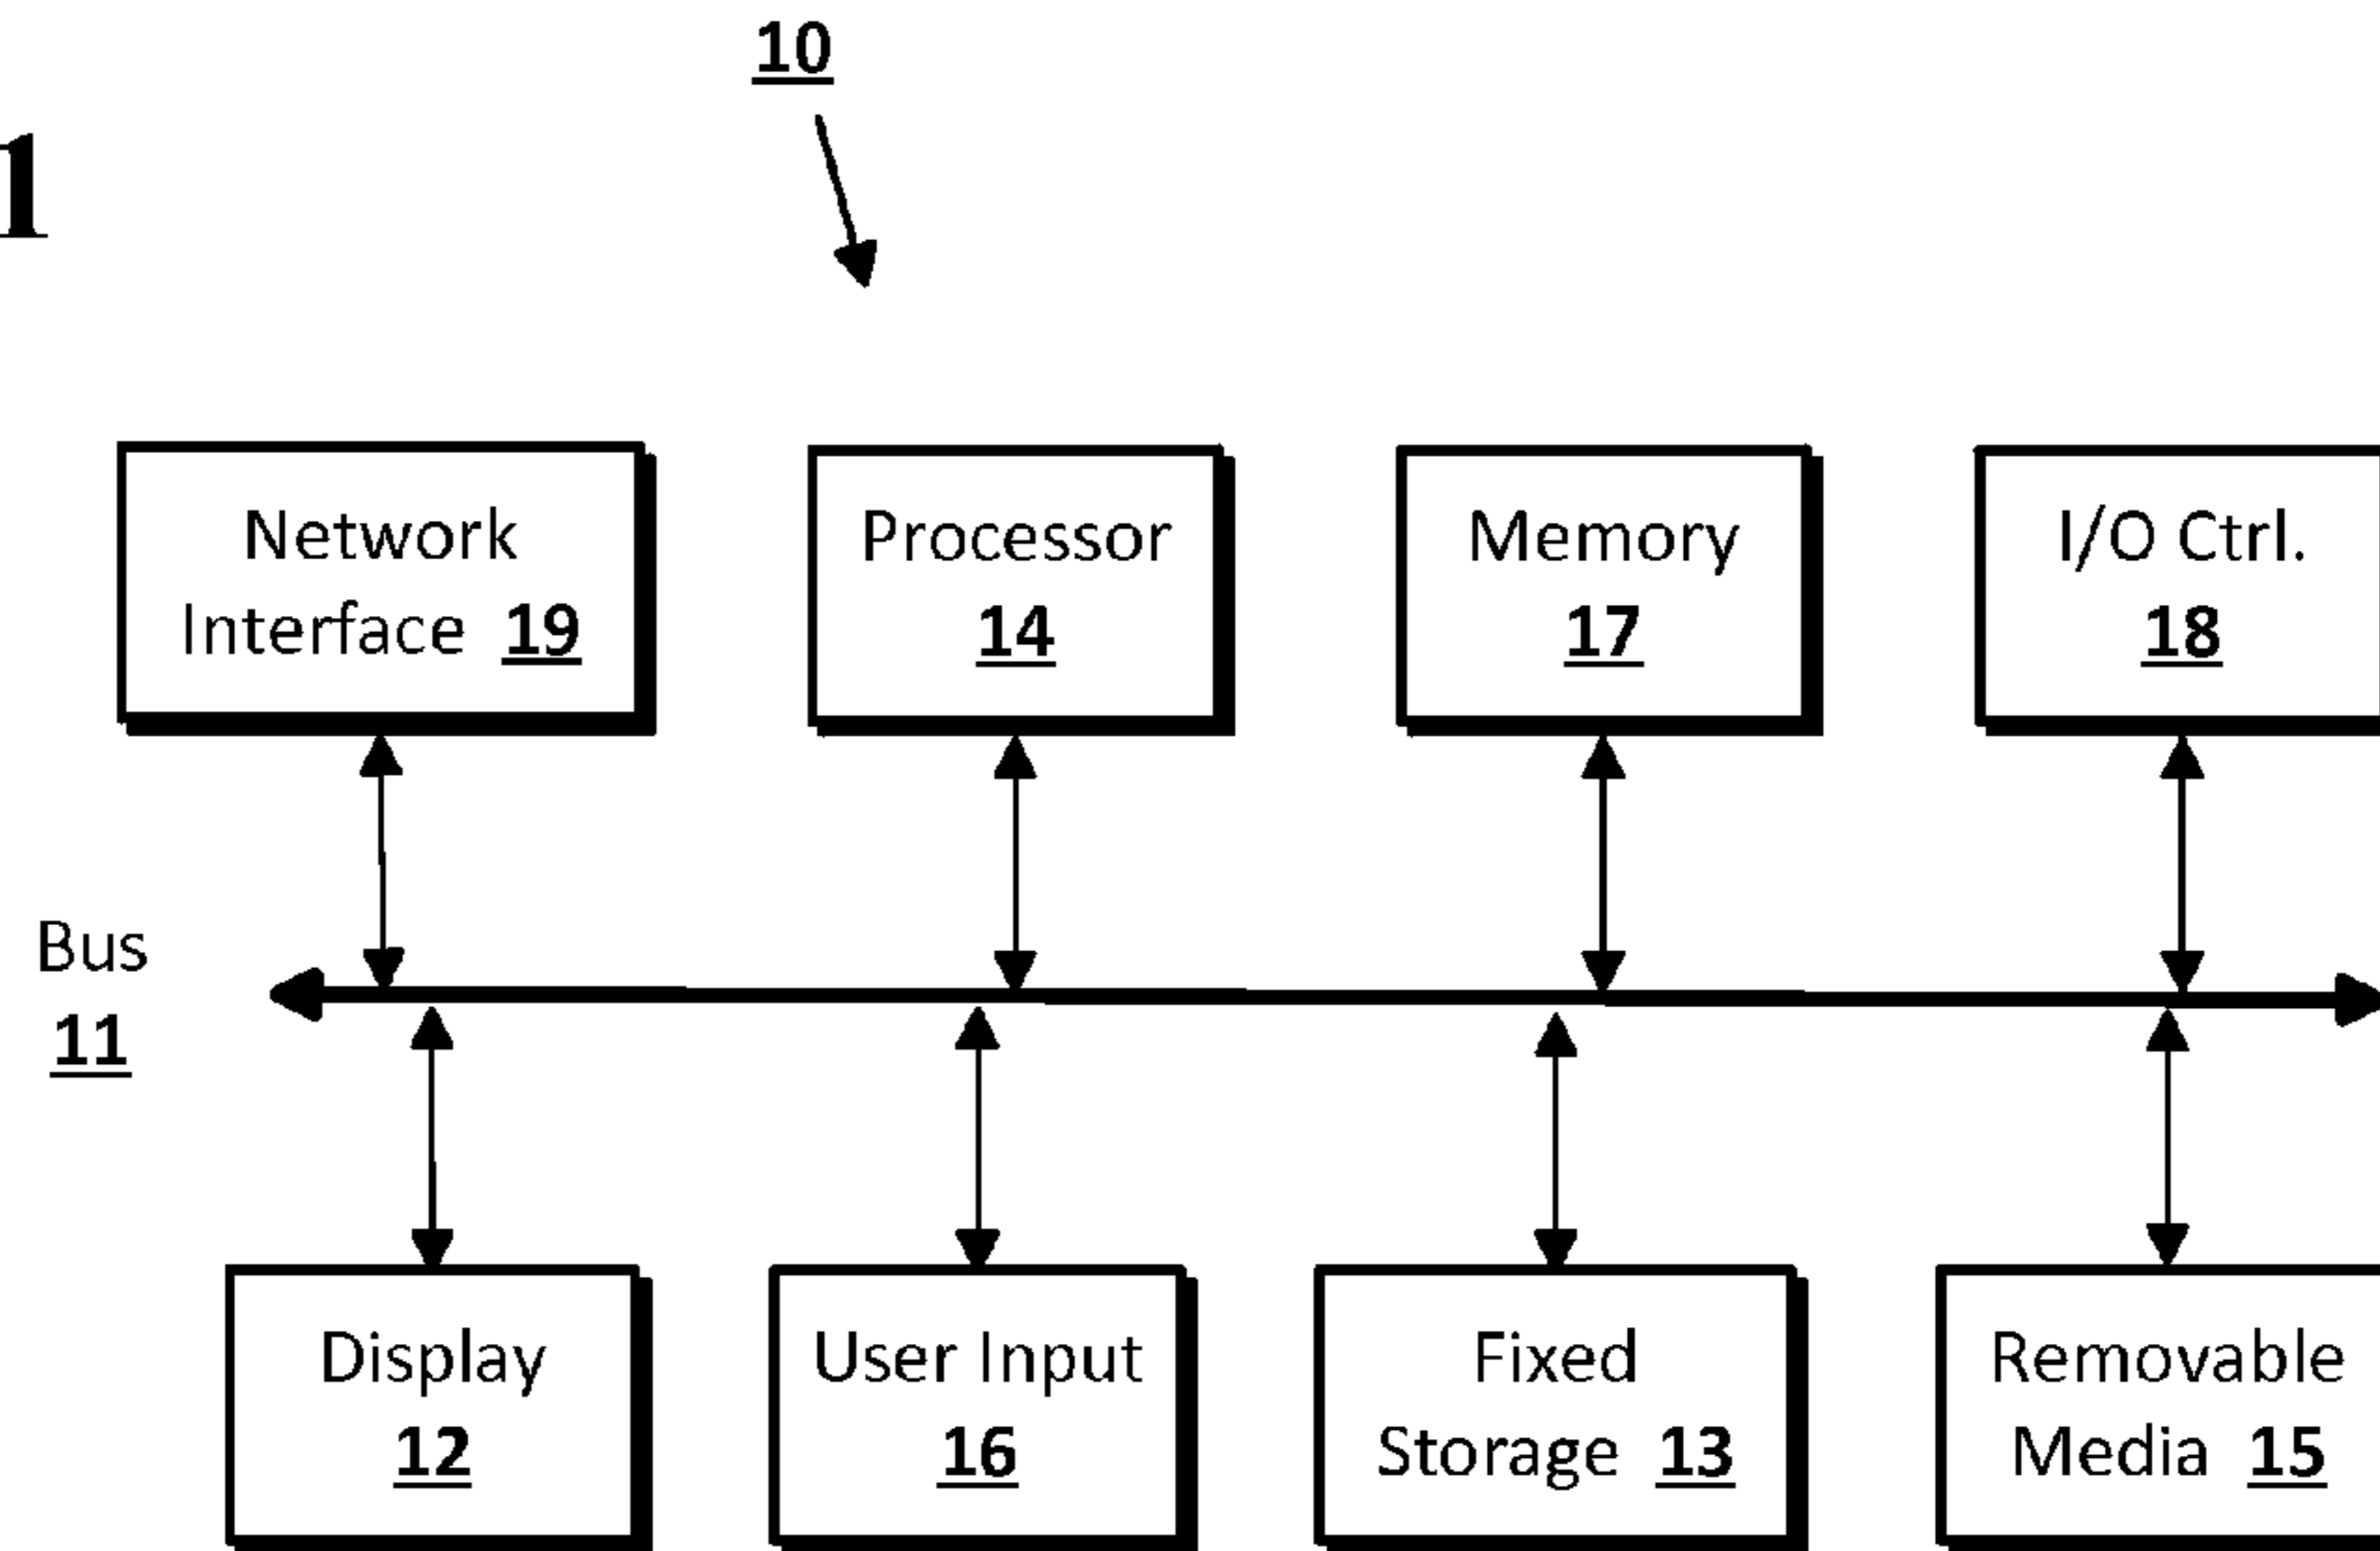 10
1
Network
Interface 19
Processor
14
Memory
17
I/O Ctrl.
18
Bus
11
Display
12
User Input
16
Fixed
Storage 13
Removable
Media 15